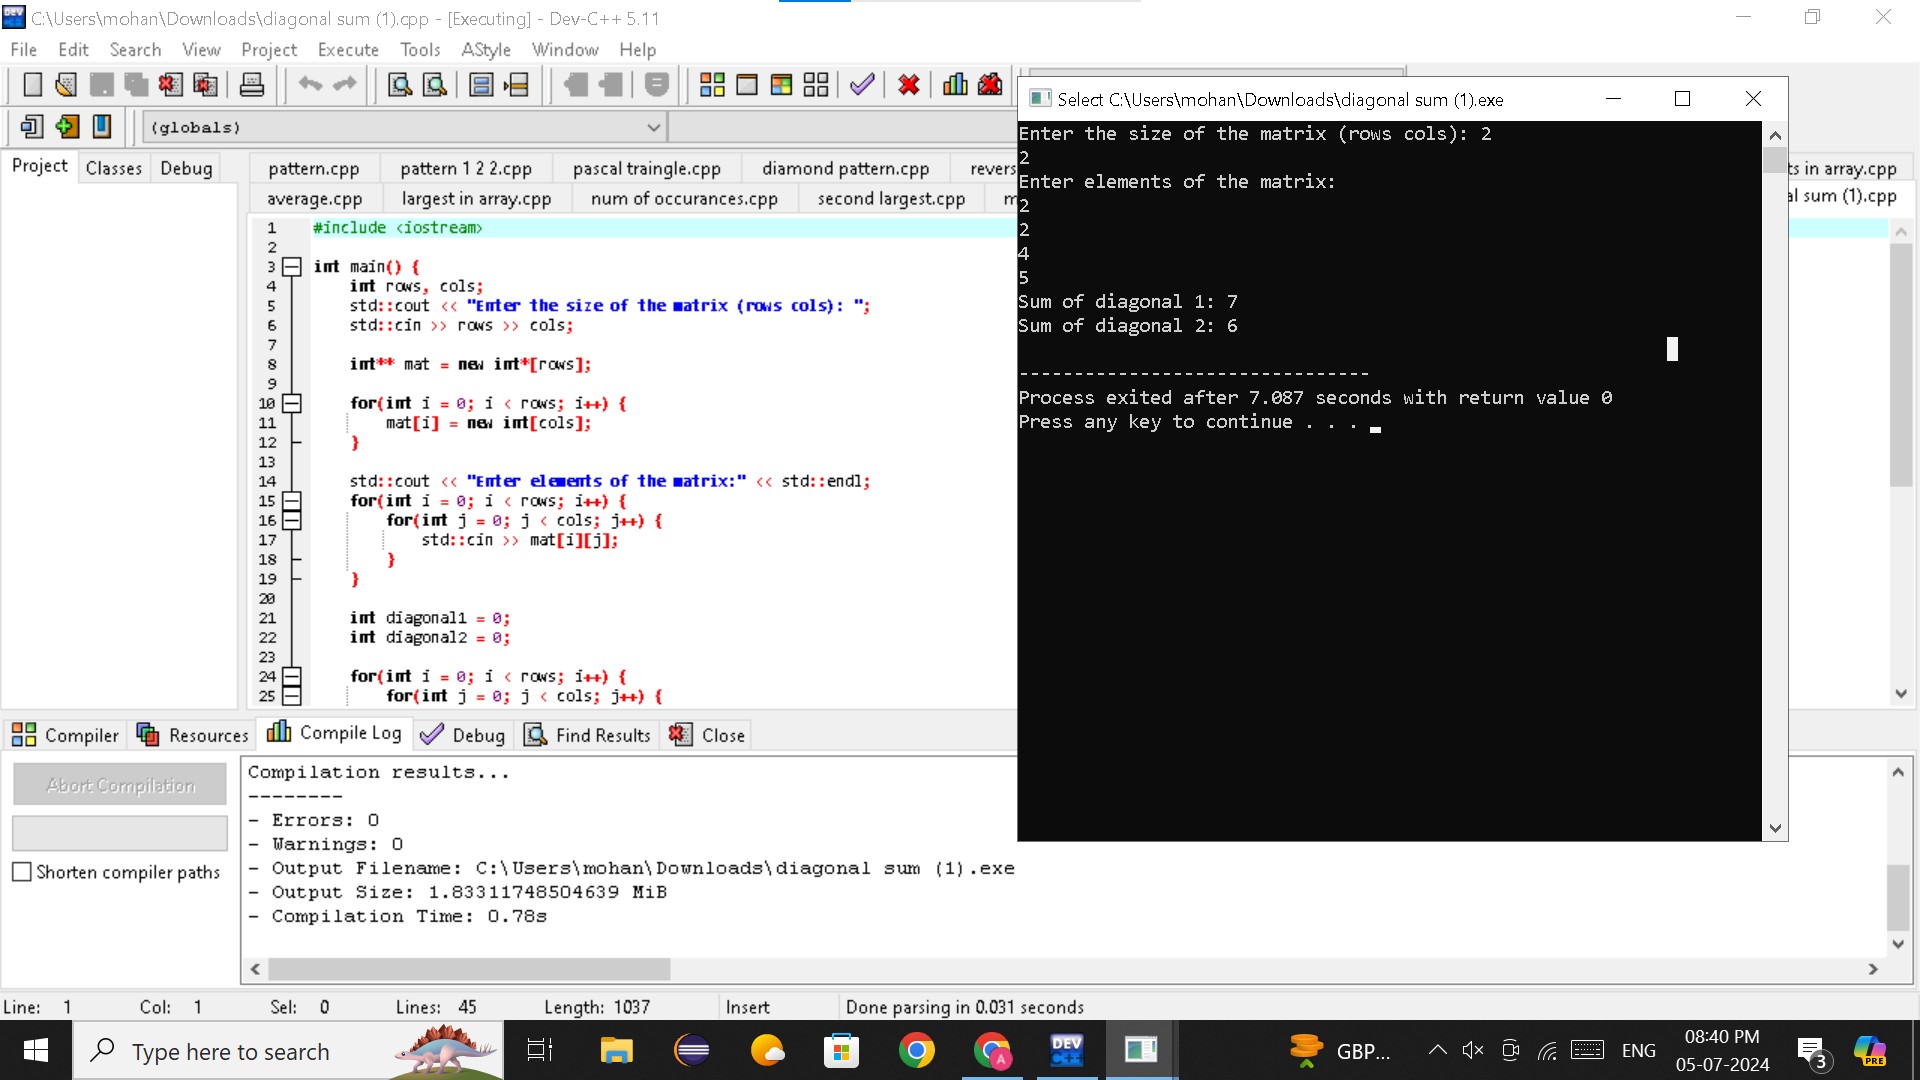 C:\Users\mohan\Downloads\diagonal sum (1).cpp - [Executing] - Dev-C++ 5.11
File Edit Search View Project Execute Tools AStyle Window Help
(globals)
Project Classes Debug
pattern.cpp pattern 1 2 2.cpp pascal traingle.cpp diamond pattern.cpp revers ts in array.cpp
average.cpp largest in array.cpp num of occurances.cpp second largest.cpp m al sum (1).cpp
1 #include <iostream>
2
3 int main() {
4 int rows, cols;
5 std::cout << "Enter the size of the matrix (rows cols): ";
6 std::cin >> rows >> cols;
7
8 int** mat = new int*[rows];
9
10 for(int i = 0; i < rows; i++) {
11 mat[i] = new int[cols];
12 }
13
14 std::cout << "Enter elements of the matrix:" << std::endl;
15 for(int i = 0; i < rows; i++) {
16 for(int j = 0; j < cols; j++) {
17 std::cin >> mat[i][j];
18 }
19 }
20
21 int diagonal1 = 0;
22 int diagonal2 = 0;
23
24 for(int i = 0; i < rows; i++) {
25 for(int j = 0; j < cols; j++) {
Select C:\Users\mohan\Downloads\diagonal sum (1).exe
Enter the size of the matrix (rows cols): 2
2
Enter elements of the matrix:
2
2
4
5
Sum of diagonal 1: 7
Sum of diagonal 2: 6
--------------------------------
Process exited after 7.087 seconds with return value 0
Press any key to continue . . .
Compiler Resources Compile Log Debug Find Results Close
Abort Compilation
Shorten compiler paths
Compilation results...
--------
- Errors: 0
- Warnings: 0
- Output Filename: C:\Users\mohan\Downloads\diagonal sum (1).exe
- Output Size: 1.83311748504639 MiB
- Compilation Time: 0.78s
Line: 1 Col: 1 Sel: 0 Lines: 45 Length: 1037 Insert Done parsing in 0.031 seconds
Type here to search
DEV C++
A
GBP...
ENG
08:40 PM
05-07-2024
3
PRE